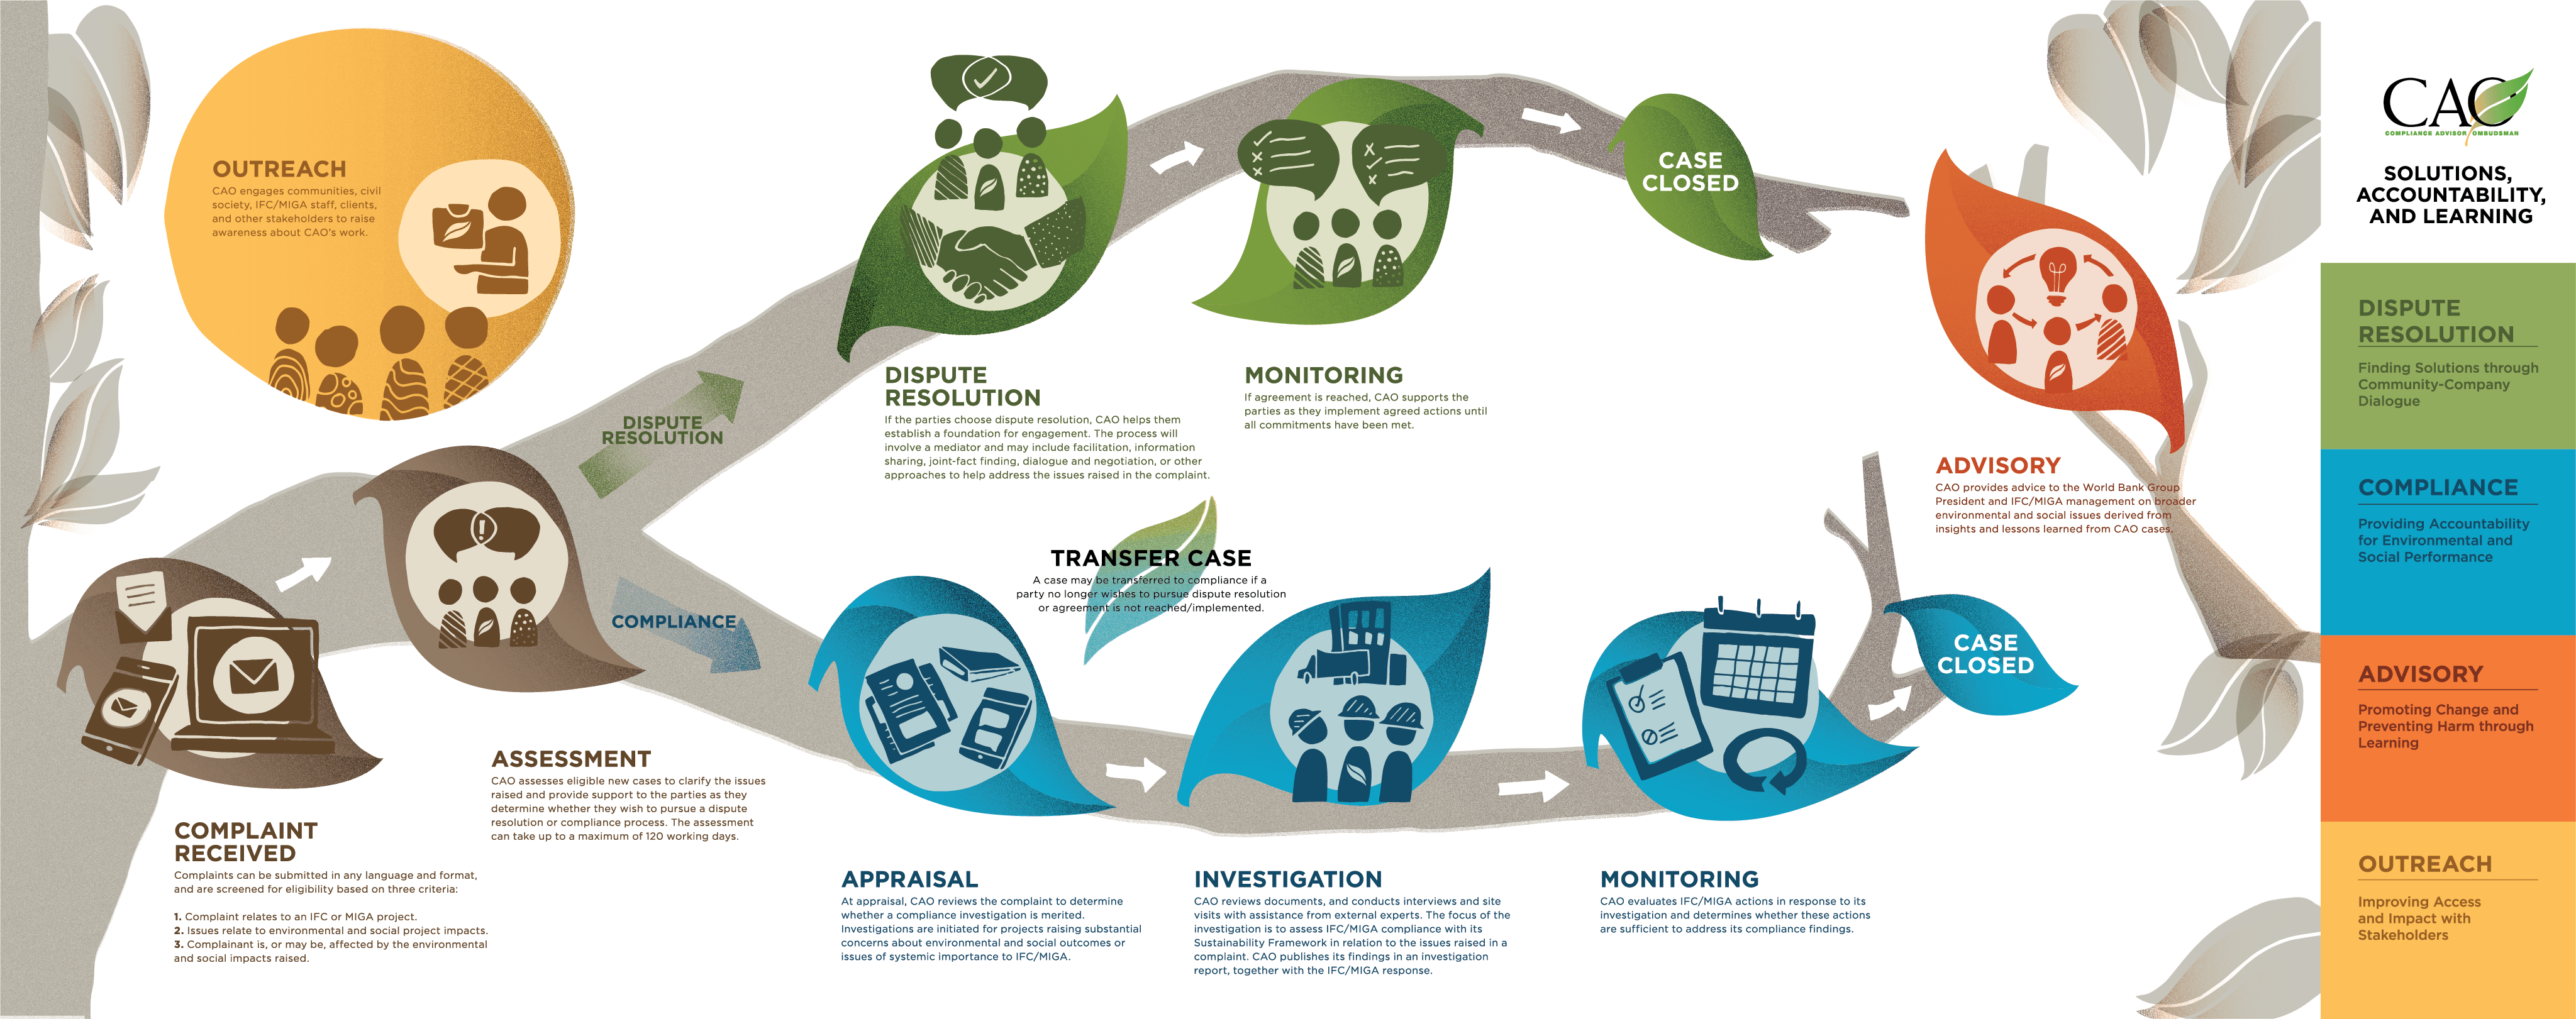 OUTREACH
CAO engages communities, civil
society, IFC/MIGA staff, clients,
and other stakeholders to raise
awareness about CAO's work.
COMPLAINT
RECEIVED
Complaints can be submitted in any language and format,
and are screened for eligibility based on three criteria:
1. Complaint relates to an IFC or MIGA project.
2. Issues relate to environmental and social project impacts.
3. Complainant is, or may be, affected by the environmental
and social impacts raised.
ASSESSMENT
CAO assesses eligible new cases to clarify the issues
raised and provide support to the parties as they
determine whether they wish to pursue a dispute
resolution or compliance process. The assessment
can take up to a maximum of 120 working days.
DISPUTE
RESOLUTION
COMPLIANCE
DISPUTE
RESOLUTION
If the parties choose dispute resolution, CAO helps them
establish a foundation for engagement. The process will
involve a mediator and may include facilitation, information
sharing, joint-fact finding, dialogue and negotiation, or other
approaches to help address the issues raised in the complaint.
MONITORING
If agreement is reached, CAO supports the
parties as they implement agreed actions until
all commitments have been met.
CASE
CLOSED
TRANSFER CASE
A case may be transferred to compliance if a
party no longer wishes to pursue dispute resolution
or agreement is not reached/implemented.
APPRAISAL
At appraisal, CAO reviews the complaint to determine
whether a compliance investigation is merited.
Investigations are initiated for projects raising substantial
concerns about environmental and social outcomes or
issues of systemic importance to IFC/MIGA.
INVESTIGATION
CAO reviews documents, and conducts interviews and site
visits with assistance from external experts. The focus of the
investigation is to assess IFC/MIGA compliance with its
Sustainability Framework in relation to the issues raised in a
complaint. CAO publishes its findings in an investigation
report, together with the IFC/MIGA response.
MONITORING
CAO evaluates IFC/MIGA actions in response to its
investigation and determines whether these actions
are sufficient to address its compliance findings.
CASE
CLOSED
ADVISORY
CAO provides advice to the World Bank Group
President and IFC/MIGA management on broader
environmental and social issues derived from
insights and lessons learned from CAO cases.
CAO
COMPLIANCE ADVISOR OMBUDSMAN
SOLUTIONS,
ACCOUNTABILITY,
AND LEARNING
DISPUTE
RESOLUTION
Finding Solutions through
Community-Company
Dialogue
COMPLIANCE
Providing Accountability
for Environmental and
Social Performance
ADVISORY
Promoting Change and
Preventing Harm through
Learning
OUTREACH
Improving Access
and Impact with
Stakeholders